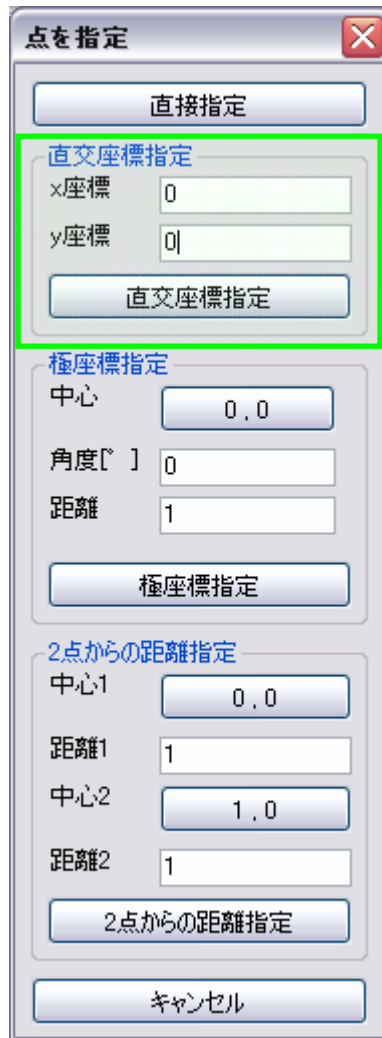 点を指定
直接指定
直交座標指定
x座標 0
y座標 0
直交座標指定
極座標指定
中心 0 , 0
角度[° ] 0
距離 1
極座標指定
2点からの距離指定
中心1 0 , 0
距離1 1
中心2 1 , 0
距離2 1
2点からの距離指定
キャンセル